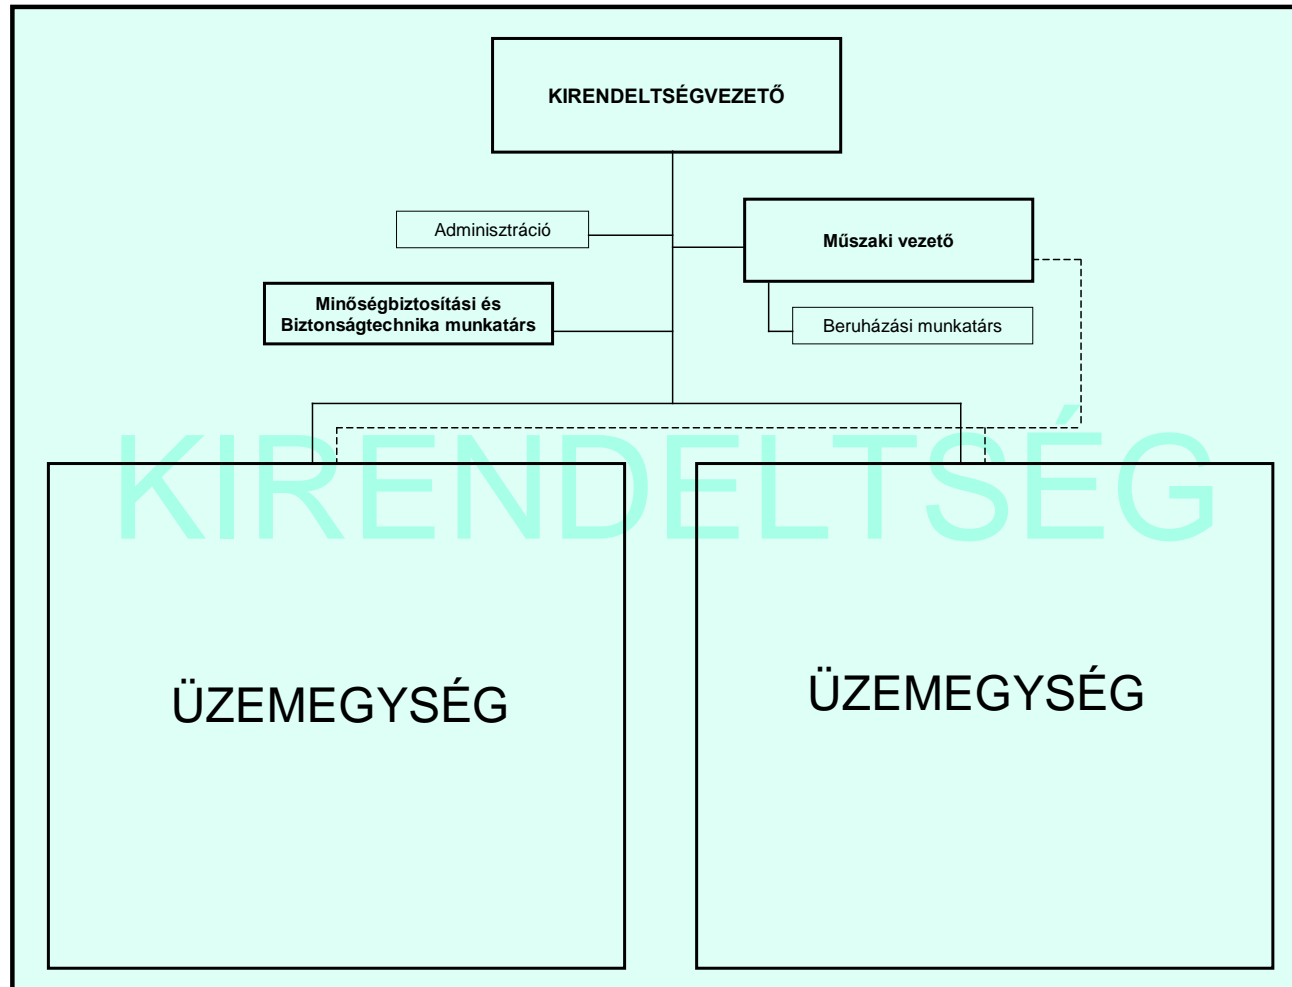 KIRENDELTSÉGVEZETŐ
Adminisztráció
Műszaki vezető
Minőségbiztosítási és
Biztonságtechnika munkatárs
Beruházási munkatárs
KIRENDELTSÉG
ÜZEMEGYSÉG
ÜZEMEGYSÉG